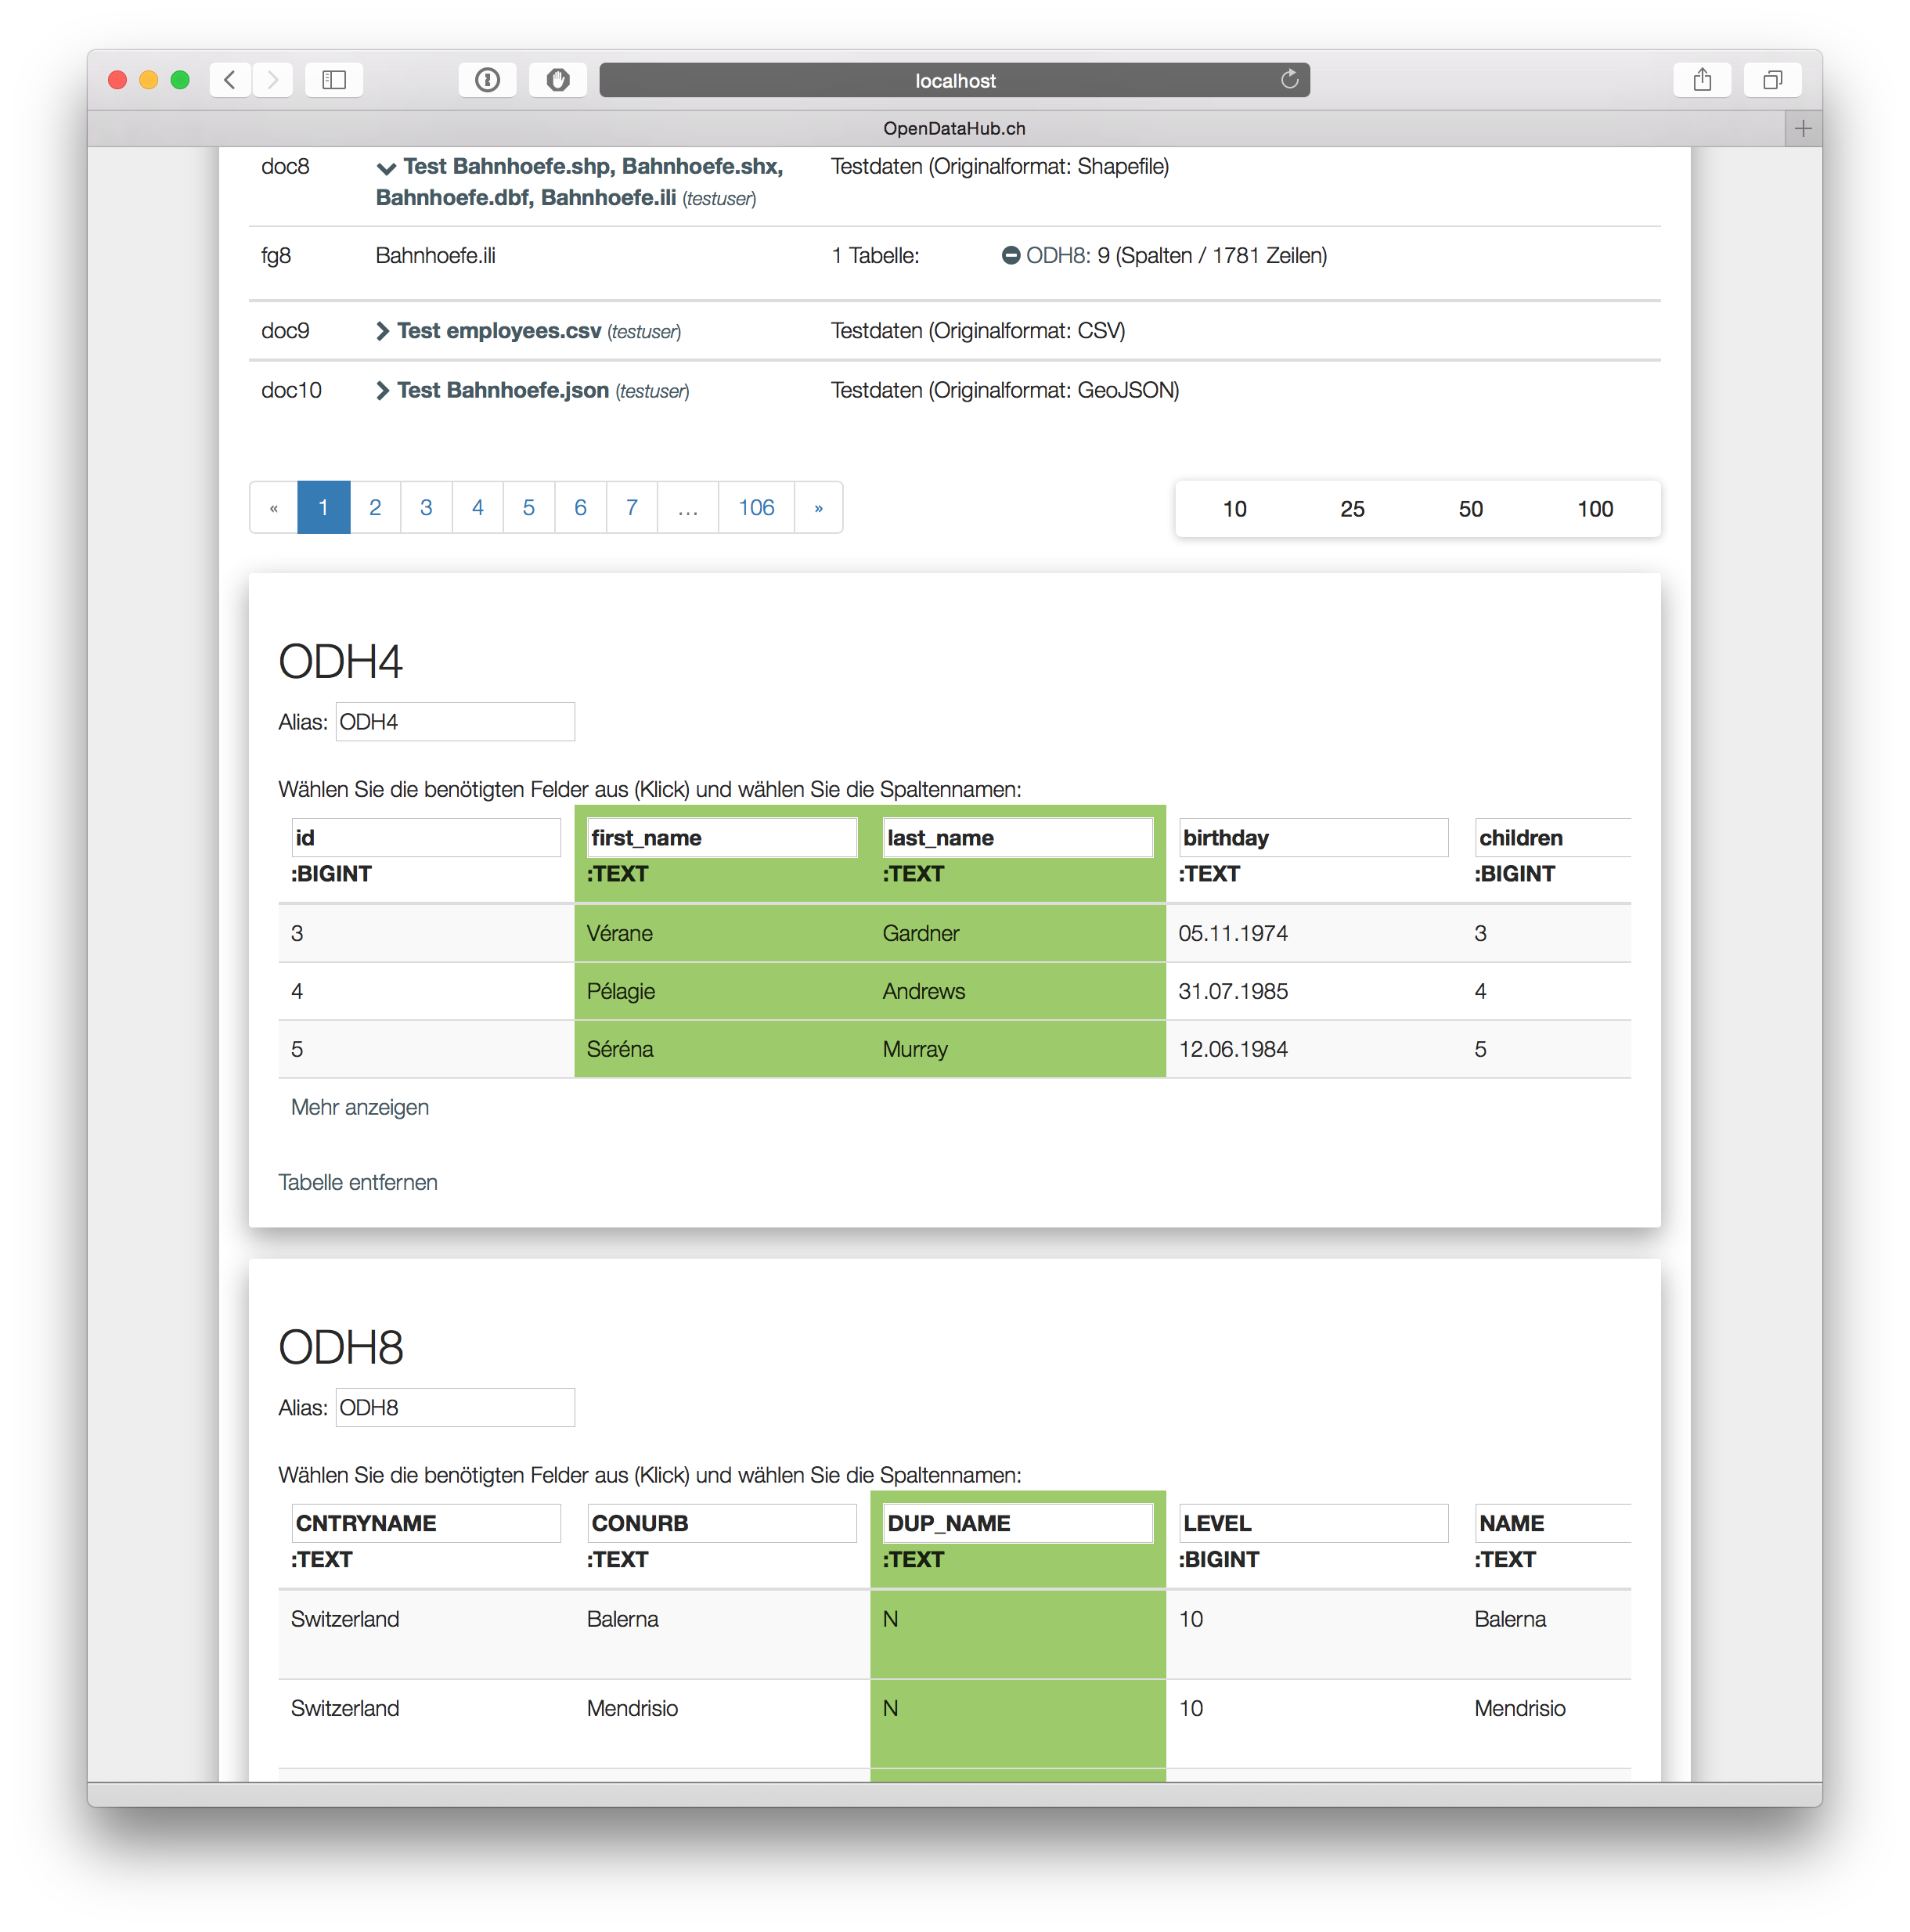 localhost
OpenDataHub.ch
doc8 Test Bahnhoefe.shp, Bahnhoefe.shx, Testdaten (Originalformat: Shapefile)
Bahnhoefe.dbf, Bahnhoefe.ili (testuser)
fg8 Bahnhoefe.ili 1 Tabelle: ODH8: 9 (Spalten / 1781 Zeilen)
doc9 Test employees.csv (testuser) Testdaten (Originalformat: CSV)
doc10 Test Bahnhoefe.json (testuser) Testdaten (Originalformat: GeoJSON)
« 1 2 3 4 5 6 7 ... 106 » 10 25 50 100
ODH4
Alias: ODH4
Wählen Sie die benötigten Felder aus (Klick) und wählen Sie die Spaltennamen:
id first_name last_name birthday children
:BIGINT :TEXT :TEXT :TEXT :BIGINT
3 Vérane Gardner 05.11.1974 3
4 Pélagie Andrews 31.07.1985 4
5 Séréna Murray 12.06.1984 5
Mehr anzeigen
Tabelle entfernen
ODH8
Alias: ODH8
Wählen Sie die benötigten Felder aus (Klick) und wählen Sie die Spaltennamen:
CNTRYNAME CONURB DUP_NAME LEVEL NAME
:TEXT :TEXT :TEXT :BIGINT :TEXT
Switzerland Balerna N 10 Balerna
Switzerland Mendrisio N 10 Mendrisio